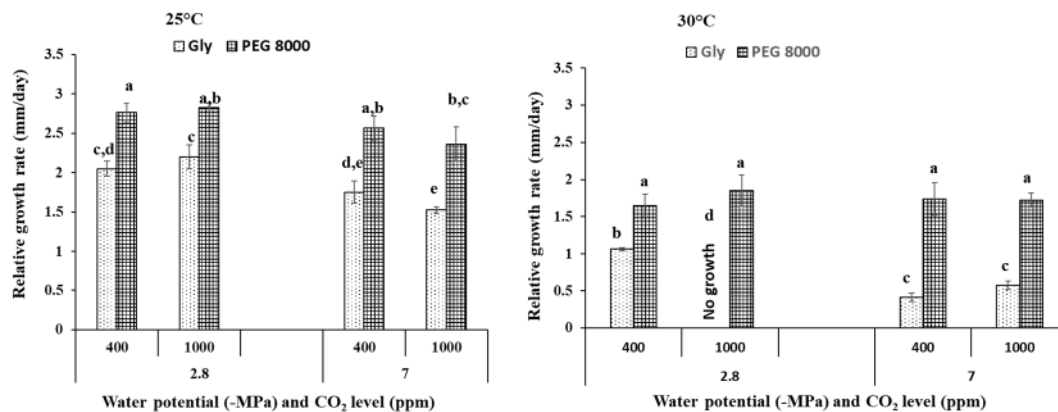 25°C
Gly PEG 8000
3.5
3
2.5
2
1.5
1
0.5
0
Relative growth rate (mm/day)
a
a,b
a,b
b,c
c,d
c
d,e
e
400 1000 400 1000
2.8 7
Water potential (-MPa) and CO₂ level (ppm)
30°C
Gly PEG 8000
3.5
3
2.5
2
1.5
1
0.5
0
Relative growth rate (mm/day)
a
a
a
a
b
d
No growth
c
c
400 1000 400 1000
2.8 7
Water potential (-MPa) and CO₂ level (ppm)